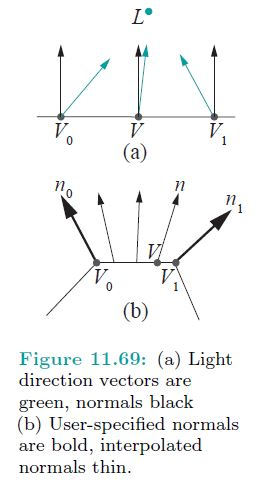 L
V0 V V1
(a)
n0 n n1
V
V0 V1
(b)
Figure 11.69: (a) Light
direction vectors are
green, normals black
(b) User-specified normals
are bold, interpolated
normals thin.